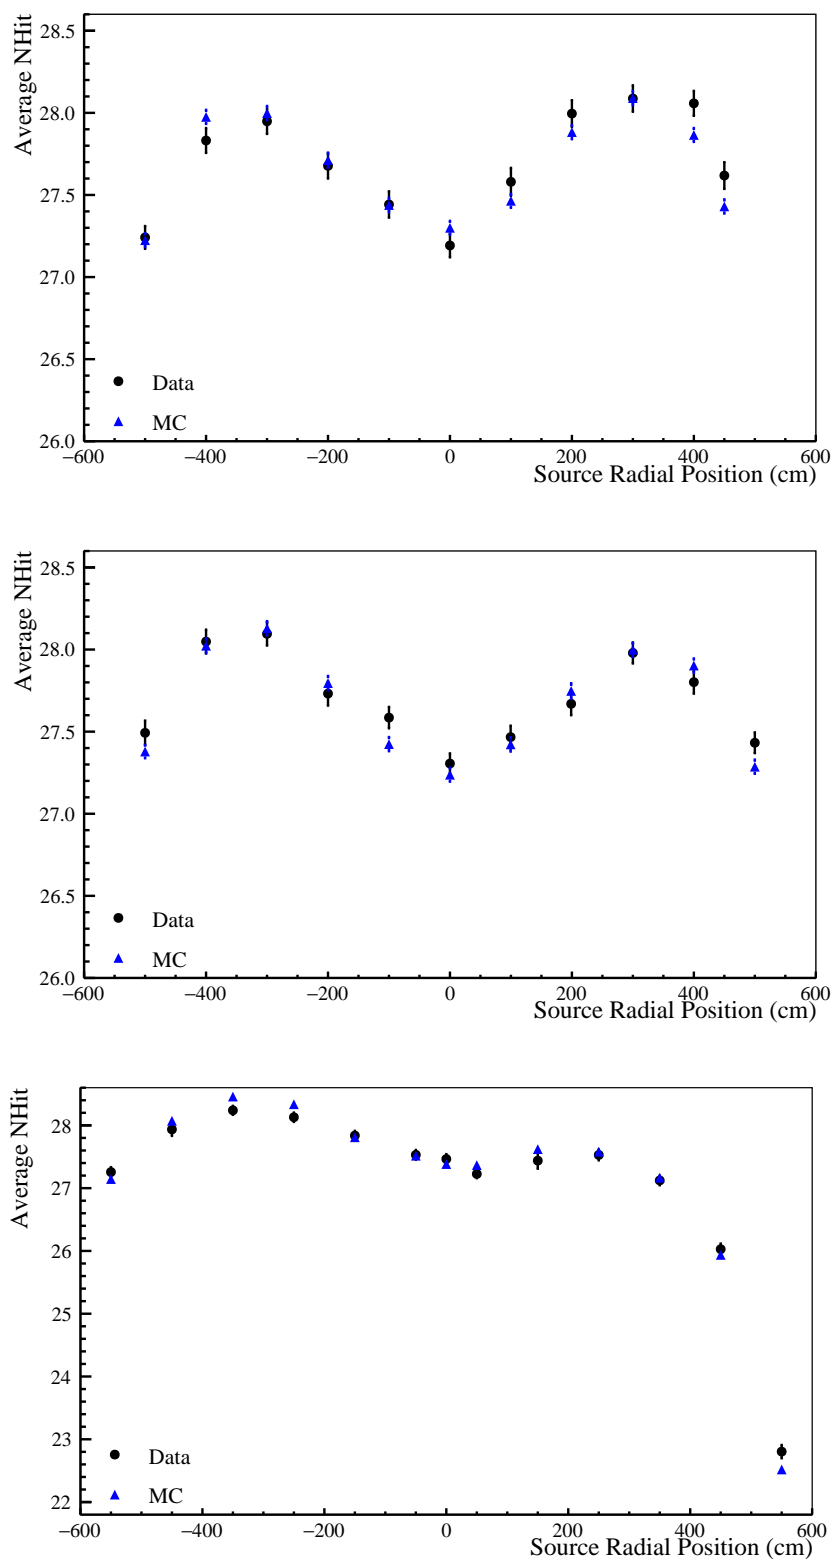 Average NHit
28.5
28.0
27.5
27.0
26.5
26.0
Data
MC
−600 −400 −200 0 200 400 600
Source Radial Position (cm)
Average NHit
28.5
28.0
27.5
27.0
26.5
26.0
Data
MC
−600 −400 −200 0 200 400 600
Source Radial Position (cm)
Average NHit
28
27
26
25
24
23
22
Data
MC
−600 −400 −200 0 200 400 600
Source Radial Position (cm)